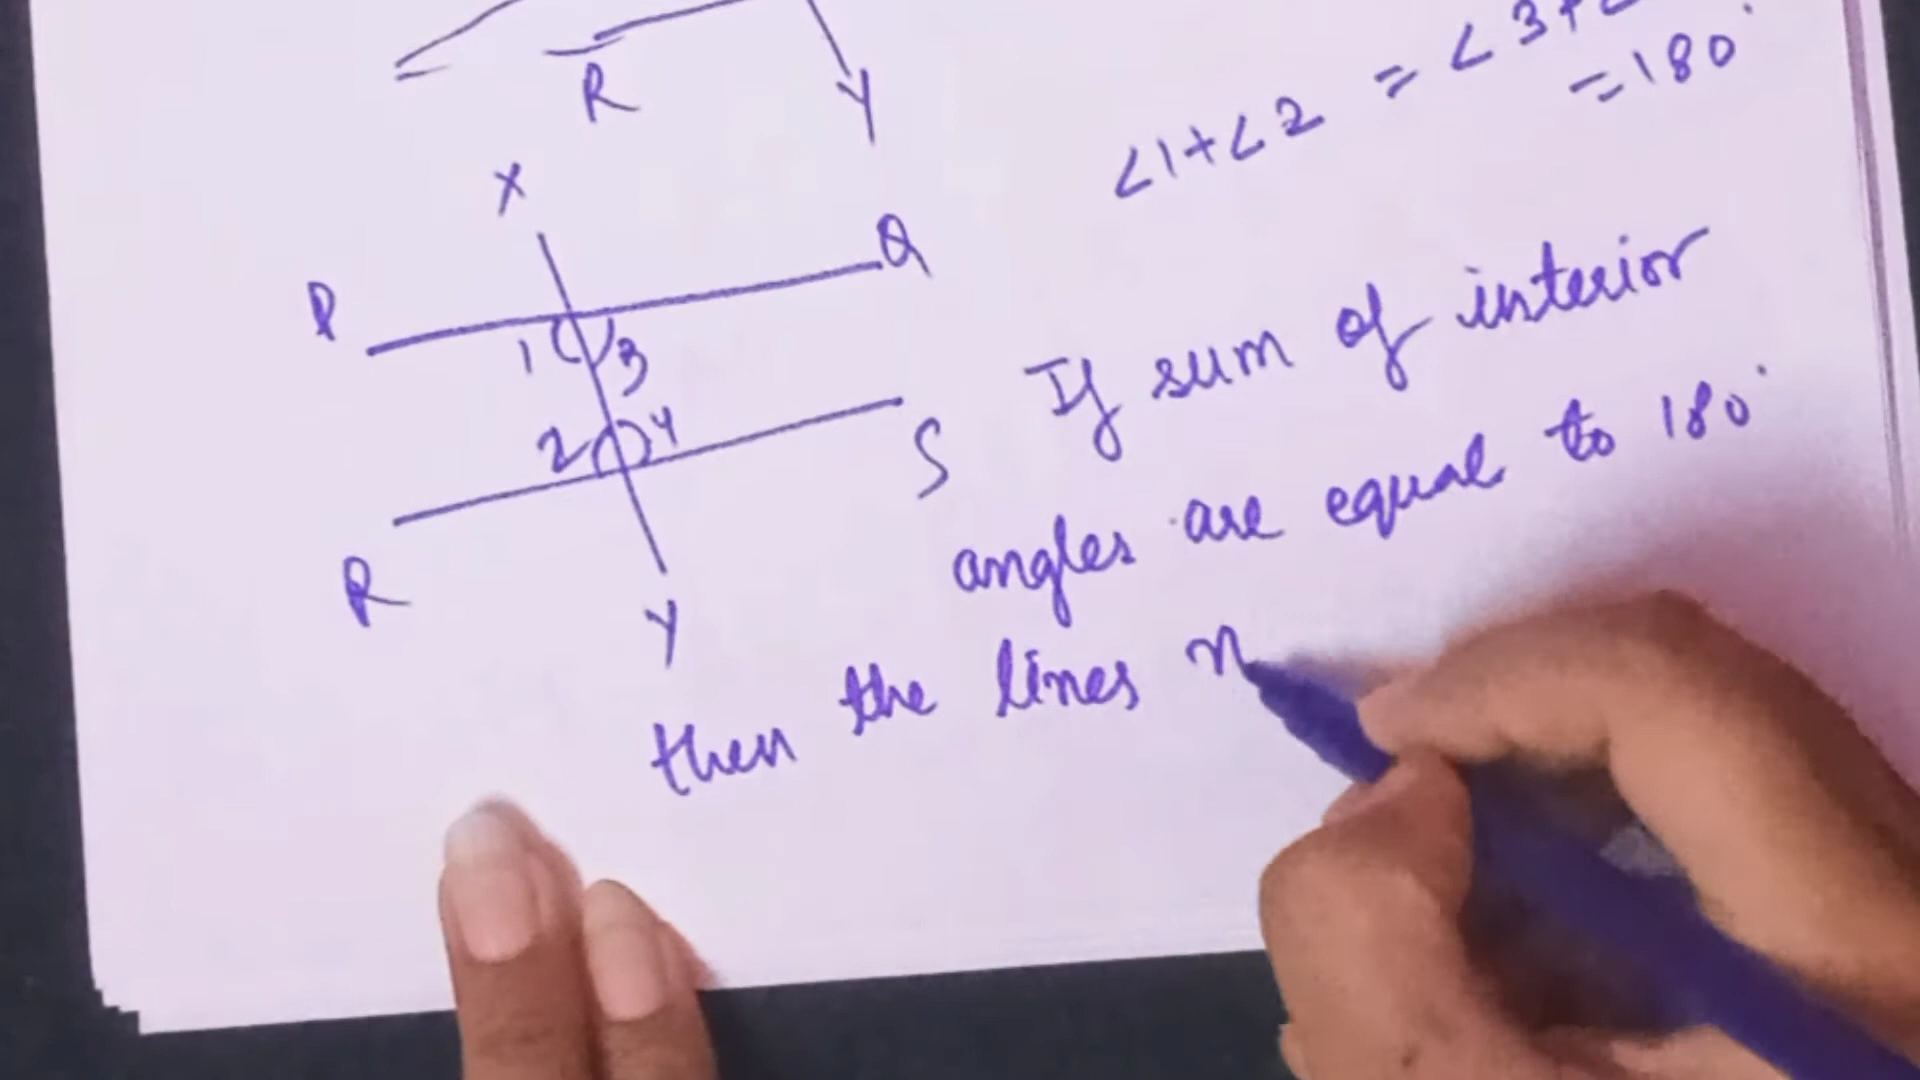 R
Y
∠1+∠2 = ∠3+∠
= 180°
X
P
Q
1
3
2
4
R
S
Y
If sum of interior
angles are equal to 180°
then the lines n